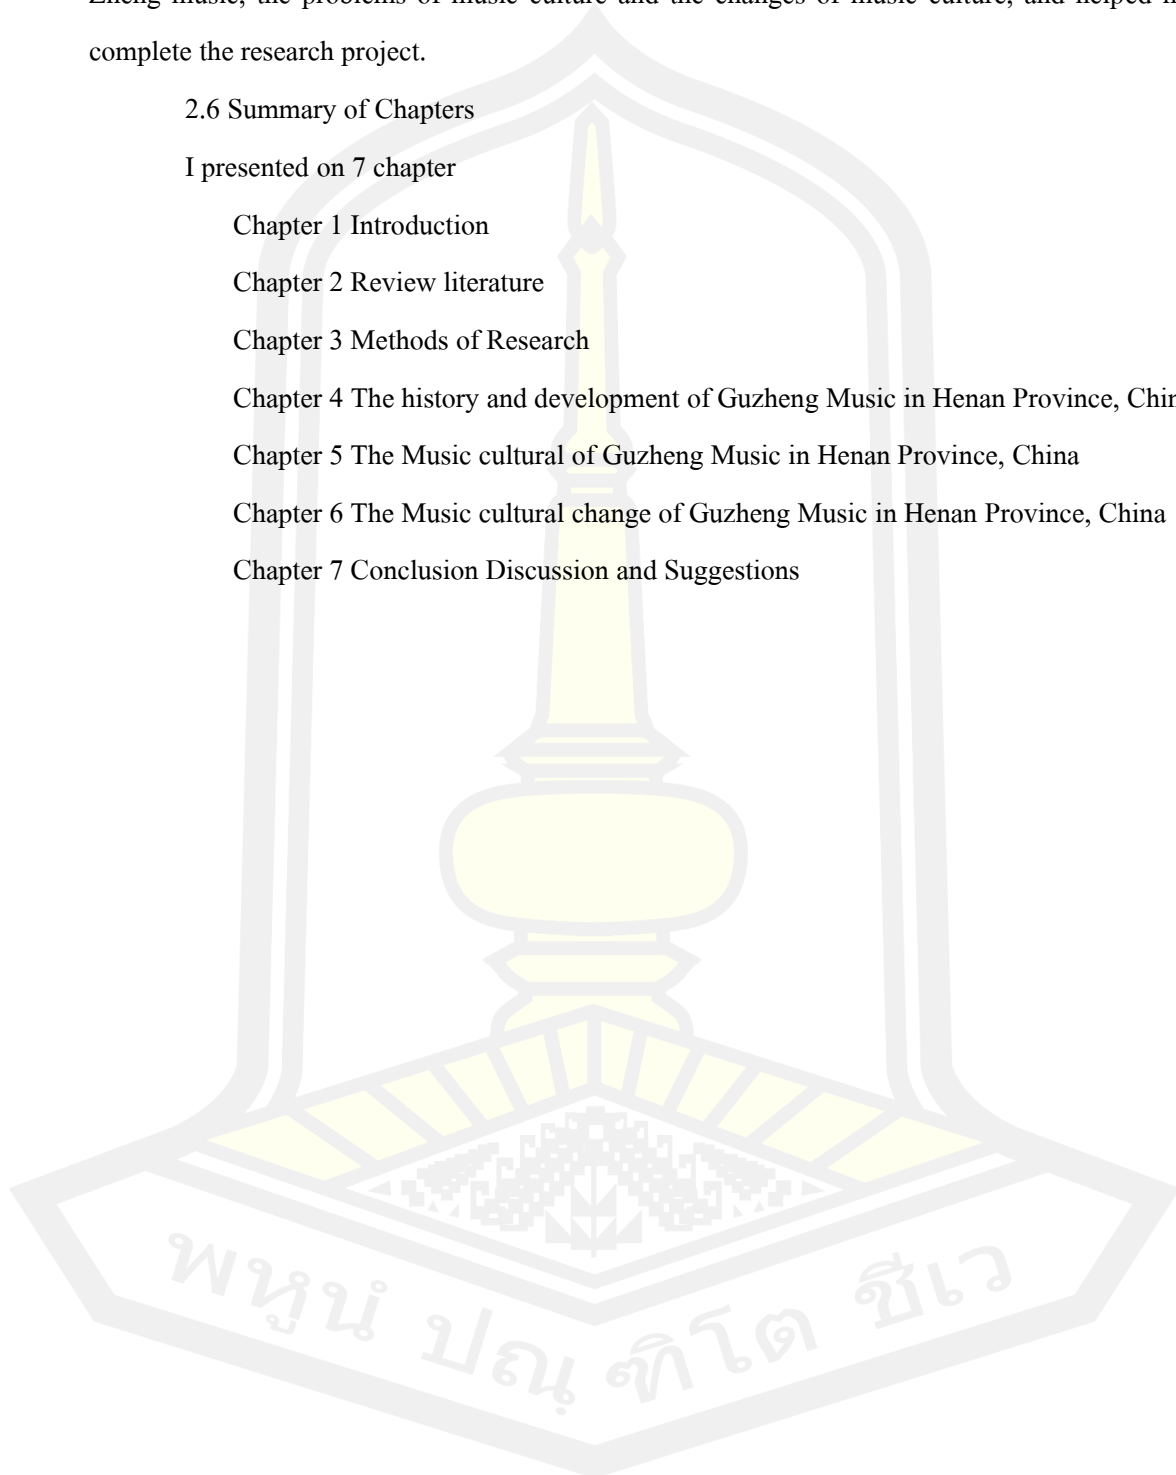 Zheng music, the problems of music culture and the changes of music culture, and helped
complete the research project.
2.6 Summary of Chapters
I presented on 7 chapter
Chapter 1 Introduction
Chapter 2 Review literature
Chapter 3 Methods of Research
Chapter 4 The history and development of Guzheng Music in Henan Province,
Chapter 5 The Music cultural of Guzheng Music in Henan Province, China
Chapter 6 The Music cultural change of Guzheng Music in Henan Province, China
Chapter 7 Conclusion Discussion and Suggestions
พหูนํ ปณฺฑิโต ชีเว